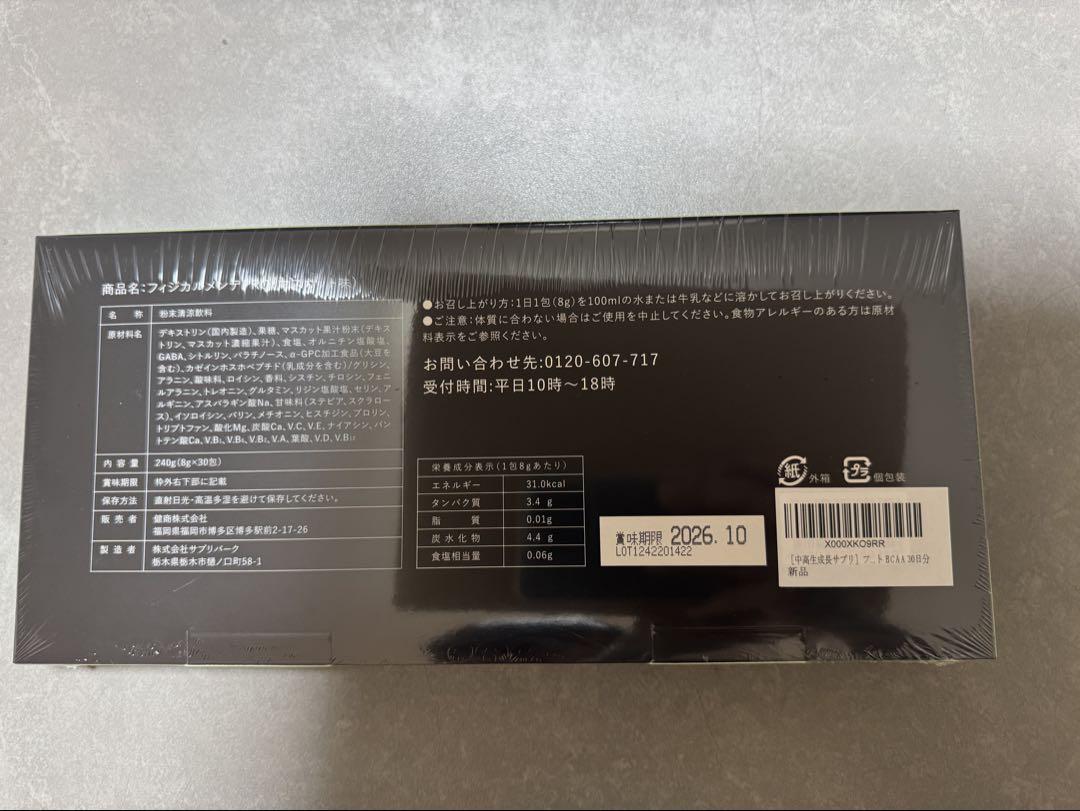 商品名:フィジカルメンテ
名 称 粉末清涼飲料
原材料名 デキストリン(国内製造)、果糖、マスカット果汁粉末(デキス
トリン、マスカット濃縮果汁)、食塩、オルニチン塩酸塩、
GABA、シトルリン、パラチノース、α-GPC加工食品(大豆を
含む)、カゼインホスホペプチド(乳成分を含む)/グリシン、
アラニン、酸味料、ロイシン、香料、シスチン、チロシン、フェニ
ルアラニン、トレオニン、グルタミン、リジン塩酸塩、セリン、ア
ルギニン、アスパラギン酸Na、甘味料(ステビア、スクラロー
ス)、イソロイシン、バリン、メチオニン、ヒスチジン、プロリン、
トリプトファン、酸化Mg、炭酸Ca、V.C、V.E、ナイアシン、パン
トテン酸Ca、V.B₁、V.B₆、V.B₂、V.A、葉酸、V.D、V.B₁₂
内 容 量 240g(8g×30包)
賞味期限 枠外右下部に記載
保存方法 直射日光・高温多湿を避けて保存してください。
販 売 者 健商株式会社
福岡県福岡市博多区博多駅前2-17-26
製 造 者 株式会社サプリパーク
栃木県栃木市樋ノ口町58-1
●お召し上がり方:1日1包(8g)を100mlの水または牛乳などに溶かしてお召し上がりください。
●ご注意:体質に合わない場合はご使用を中止してください。食物アレルギーのある方は原材
料表示をご参照ください。
お問い合わせ先:0120-607-717
受付時間:平日10時〜18時
栄養成分表示(1包8gあたり)
エネルギー 31.0kcal
タンパク質 3.4 g
脂 質 0.01g
炭水化物 4.4 g
食塩相当量 0.06g
賞味期限 2026.10
LOT1242201422
紙 外箱
プラ 個包装
X000XKO9RR
[中高生成長サプリ] BCAA 30日分
新品